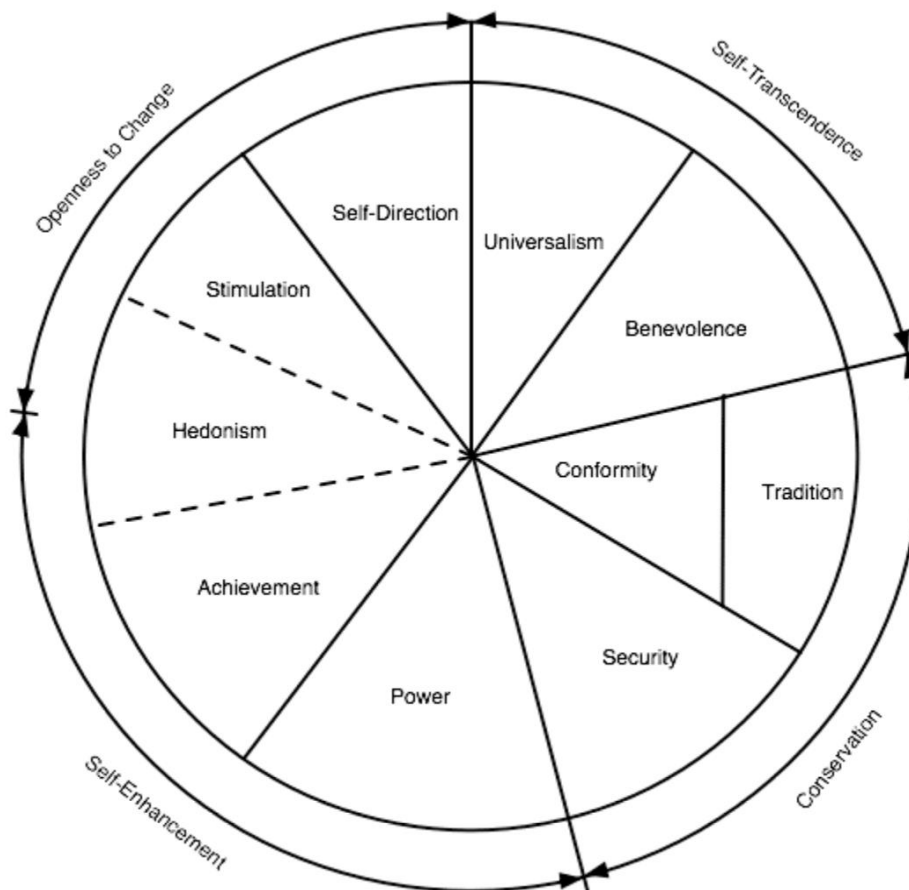 Openness to Change
Self-Transcendence
Self-Direction
Universalism
Stimulation
Benevolence
Hedonism
Conformity
Tradition
Achievement
Security
Power
Self-Enhancement
Conservation